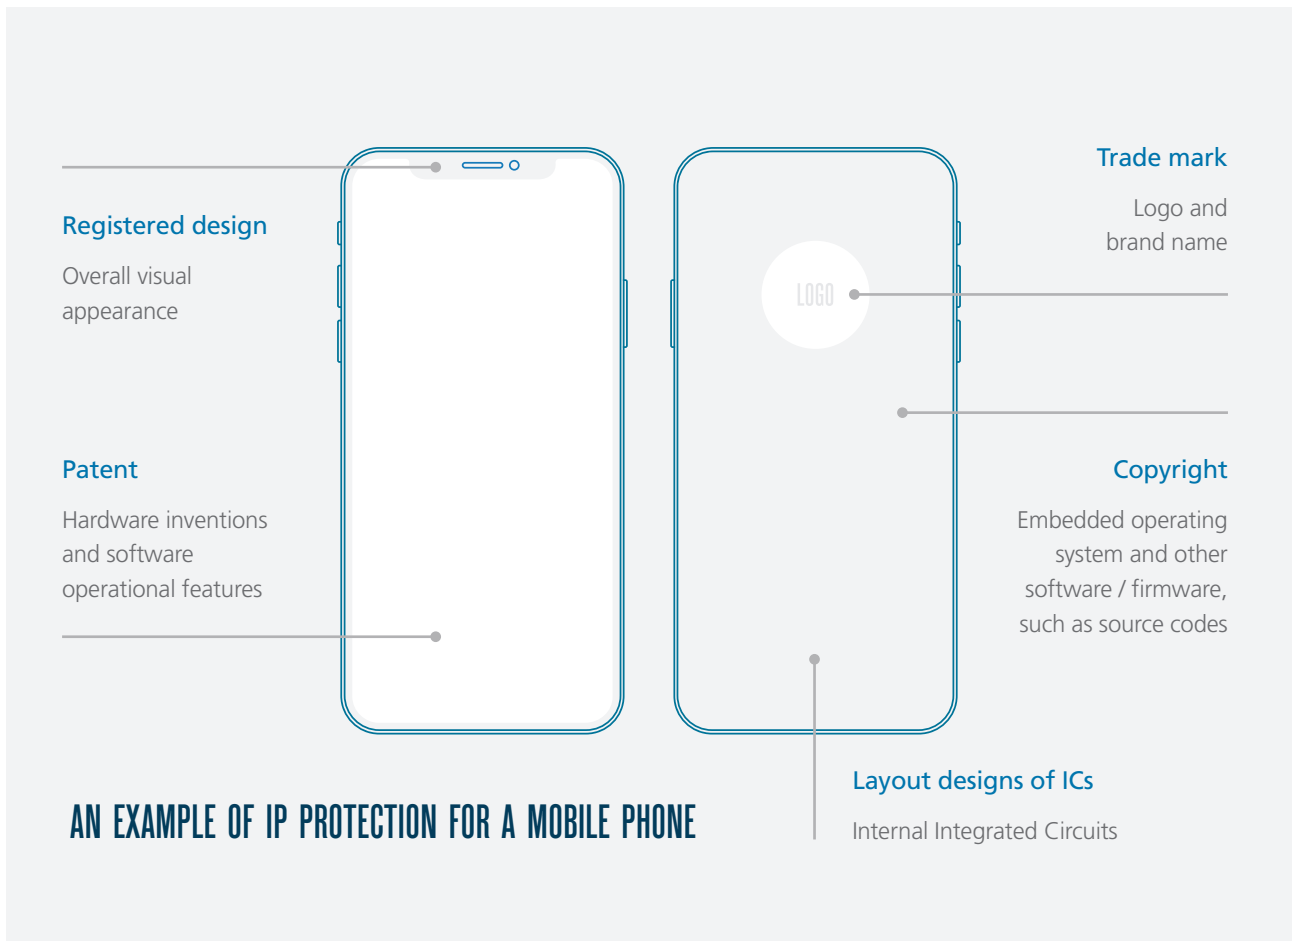 Registered design
Overall visual
appearance
Patent
Hardware inventions
and software
operational features
LOGO
Trade mark
Logo and
brand name
Copyright
Embedded operating
system and other
software / firmware,
such as source codes
Layout designs of ICs
Internal Integrated Circuits
AN EXAMPLE OF IP PROTECTION FOR A MOBILE PHONE